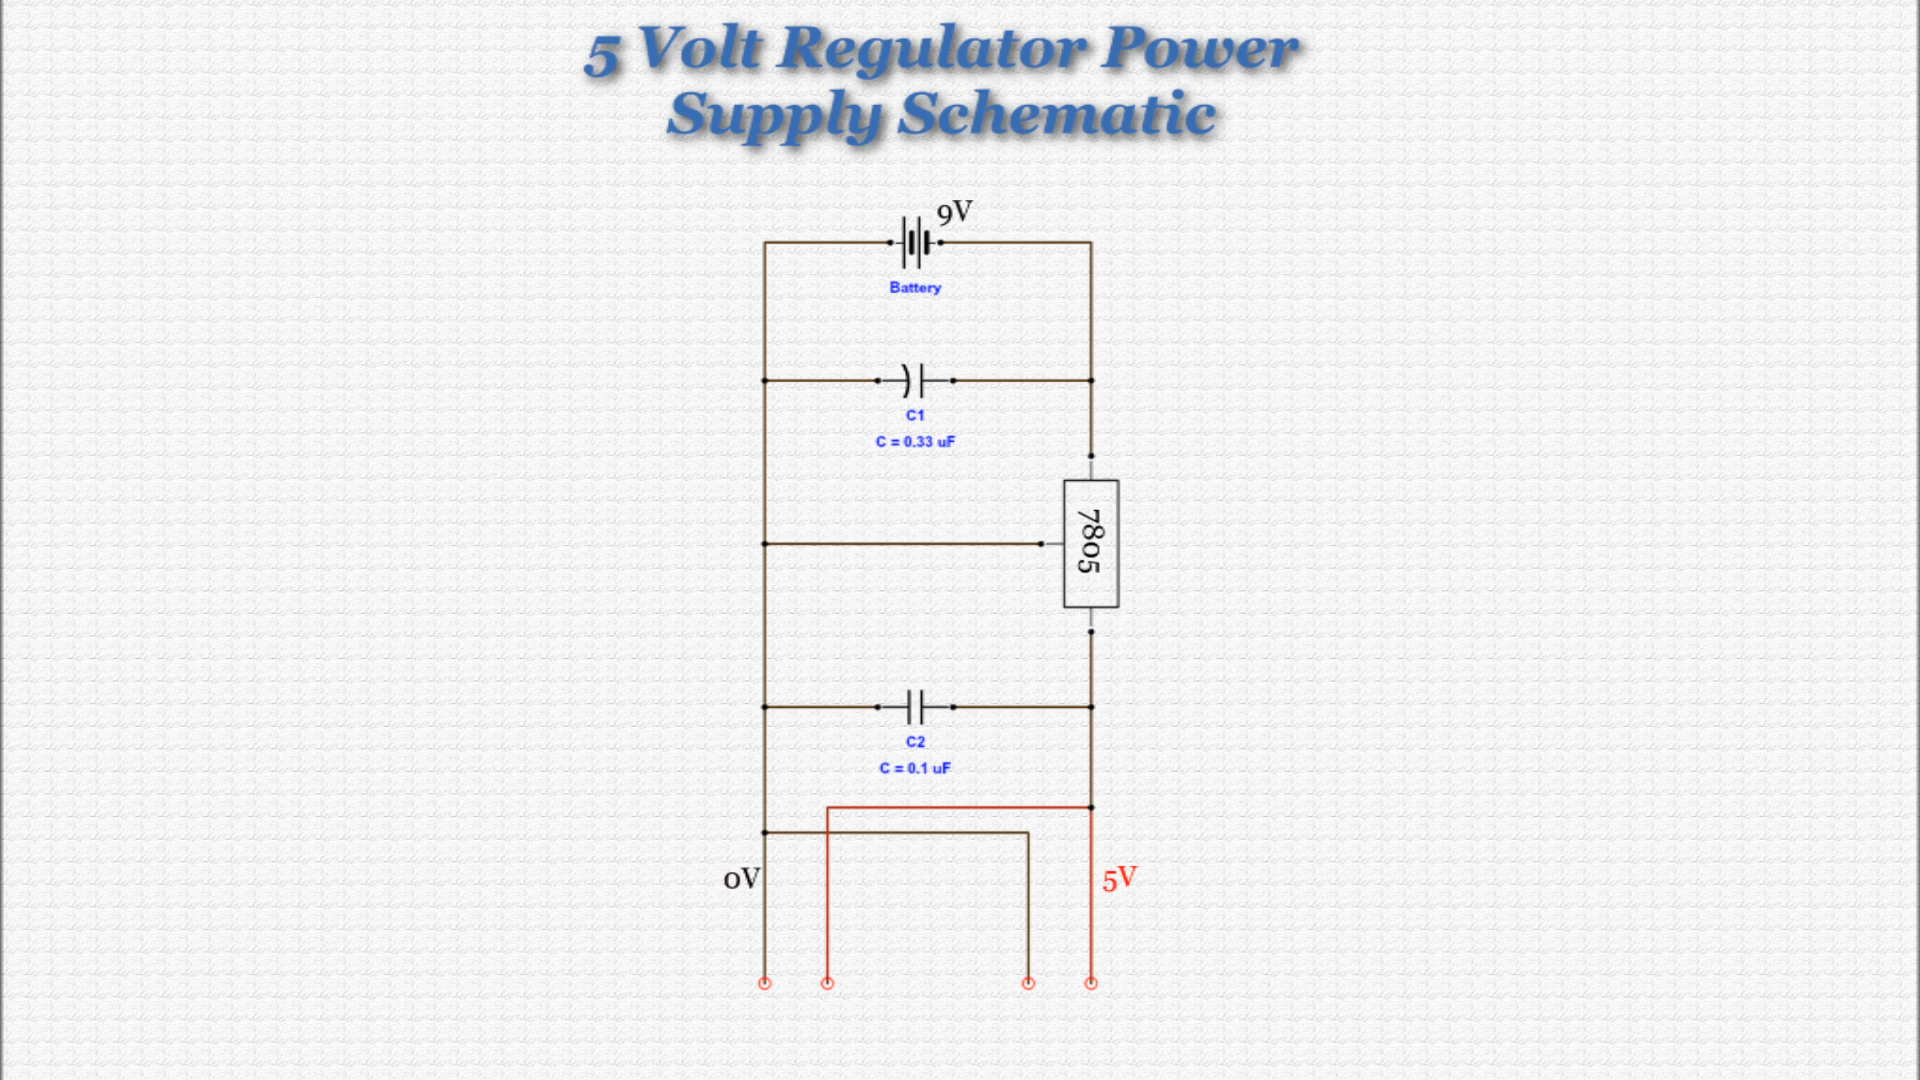 5 Volt Regulator Power
Supply Schematic
9V
Battery
C1
C = 0.33 uF
7805
C2
C = 0.1 uF
0V
5V